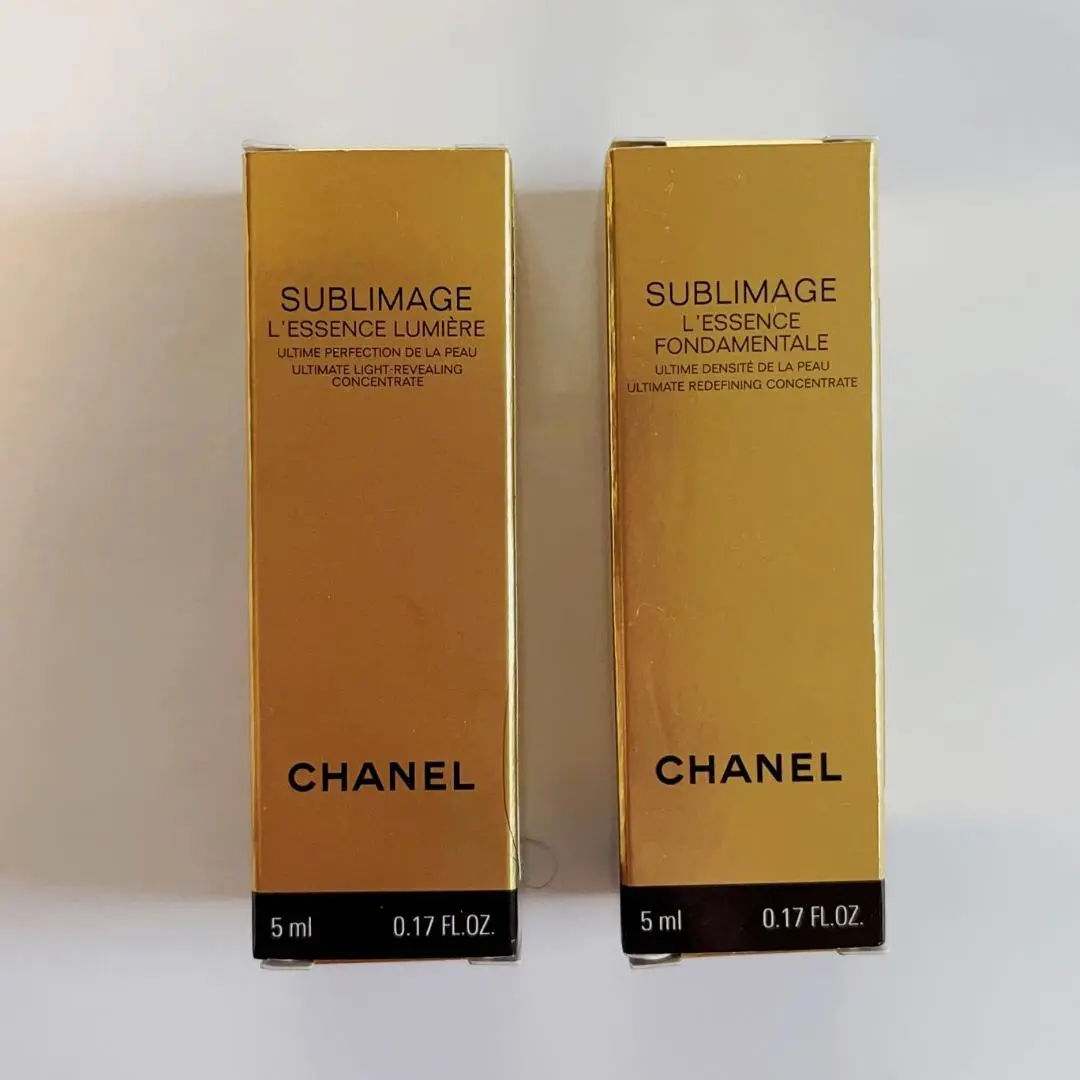 SUBLIMAGE
L'ESSENCE LUMIÈRE
ULTIME PERFECTION DE LA PEAU
ULTIMATE LIGHT-REVEALING
CONCENTRATE
CHANEL
5 ml 0.17 FL.OZ.
SUBLIMAGE
L'ESSENCE
FONDAMENTALE
ULTIME DENSITÉ DE LA PEAU
ULTIMATE REDEFINING CONCENTRATE
CHANEL
5 ml 0.17 FL.OZ.